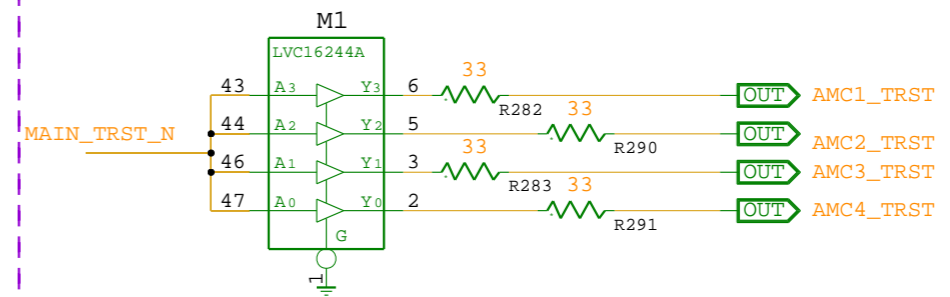 M1
LVC16244A
33
43 A3 Y3 6 OUT AMC1_TRST
R282 33
MAIN_TRST_N 44 A2 Y2 5 OUT AMC2_TRST
33 R290
46 A1 Y1 3 OUT AMC3_TRST
R283 33
47 A0 Y0 2 OUT AMC4_TRST
R291
G
1